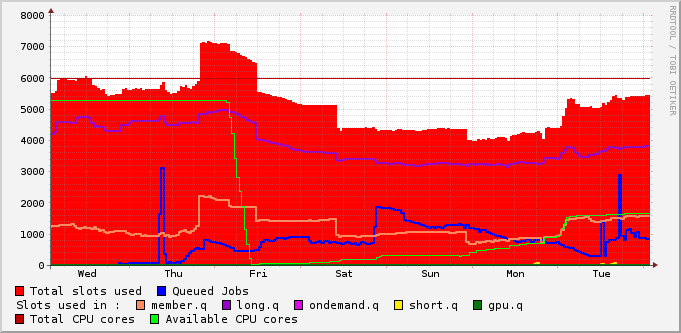 8000
7000
6000
5000
4000
3000
2000
1000
0
Wed Thu Fri Sat Sun Mon Tue
RRDTOOL / TOBI OETIKER
Total slots used Queued Jobs
Slots used in : member.q long.q ondemand.q short.q gpu.q
Total CPU cores Available CPU cores